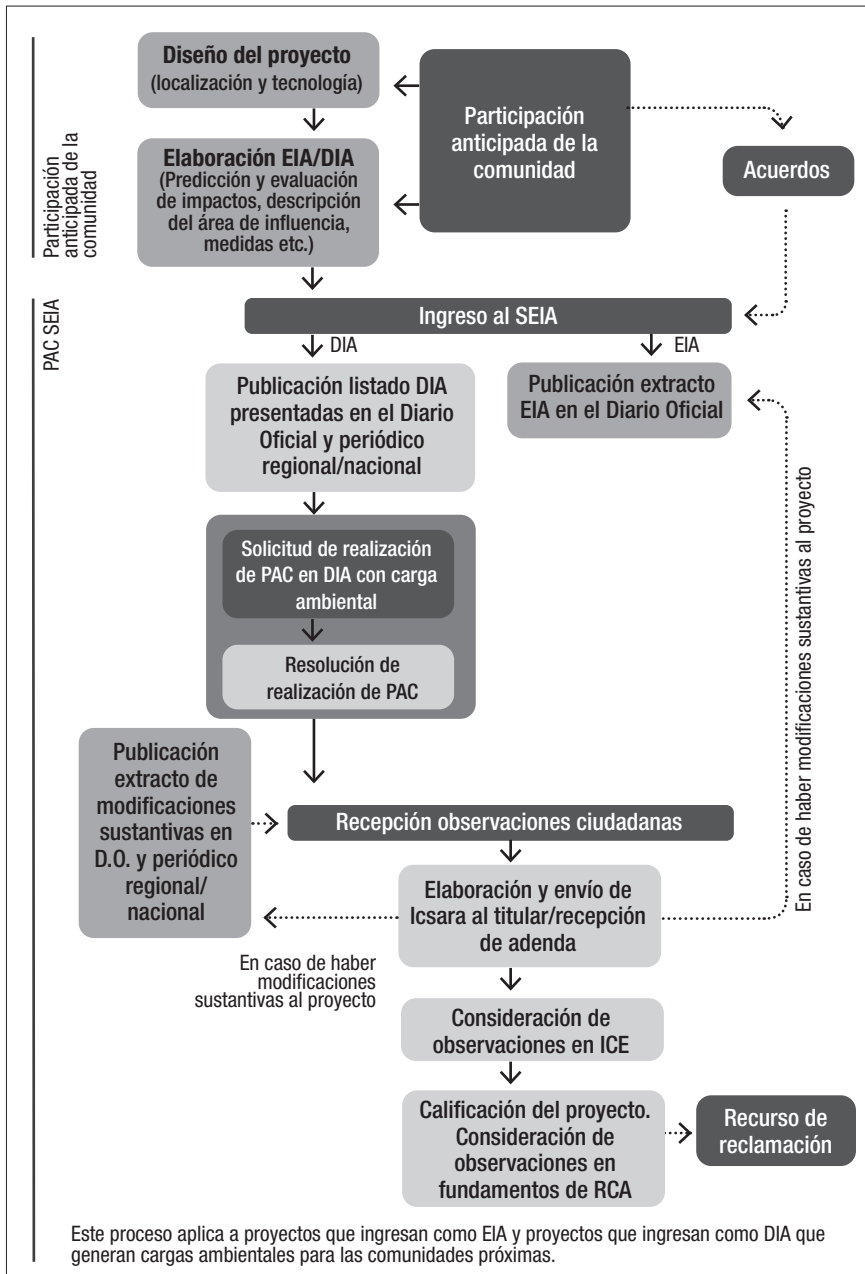 Diseño del proyecto
(localización y tecnología)
Participación
anticipada de la
comunidad
Acuerdos
Elaboración EIA/DIA
(Predicción y evaluación
de impactos, descripción
del área de influencia,
medidas etc.)
Participación
anticipada de la
comunidad
PAC SEIA
Ingreso al SEIA
DIA
EIA
Publicación listado DIA
presentadas en el Diario
Oficial y periódico
regional/nacional
Publicación extracto
EIA en el Diario Oficial
Solicitud de realización
de PAC en DIA con carga
ambiental
Resolución de
realización de PAC
En caso de haber modificaciones sustantivas al proyecto
Publicación
extracto de
modificaciones
sustantivas en
D.O. y periódico
regional/
nacional
Recepción observaciones ciudadanas
Elaboración y envío de
Icsara al titular/recepción
de adenda
En caso de haber
modificaciones
sustantivas al proyecto
Consideración de
observaciones en ICE
Calificación del proyecto.
Consideración de
observaciones en
fundamentos de RCA
Recurso de
reclamación
Este proceso aplica a proyectos que ingresan como EIA y proyectos que ingresan como DIA que
generan cargas ambientales para las comunidades próximas.